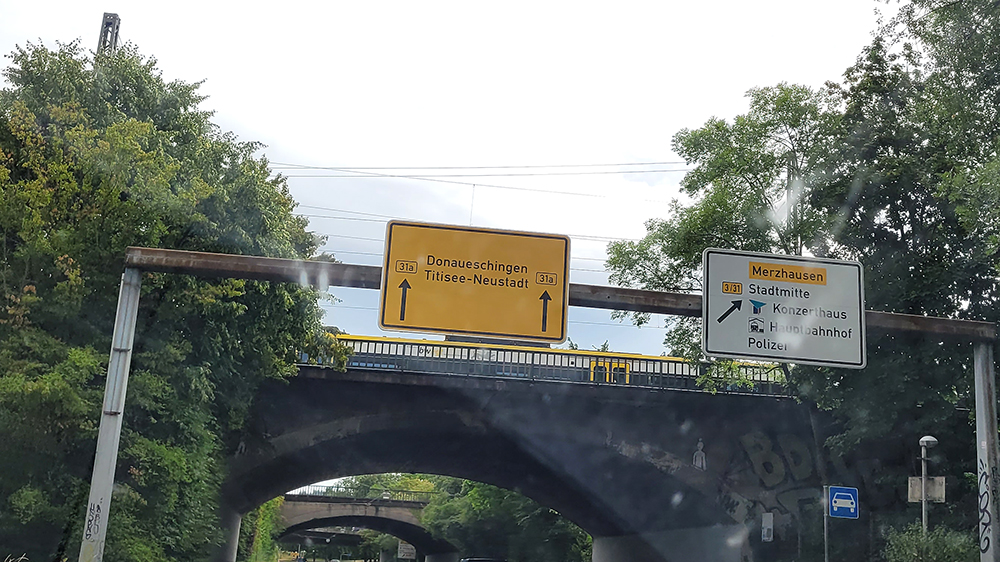 Donaueschingen
Titisee-Neustadt
31a
31a
Merzhausen
3/31 Stadtmitte
Konzerthaus
Hauptbahnhof
Polizei